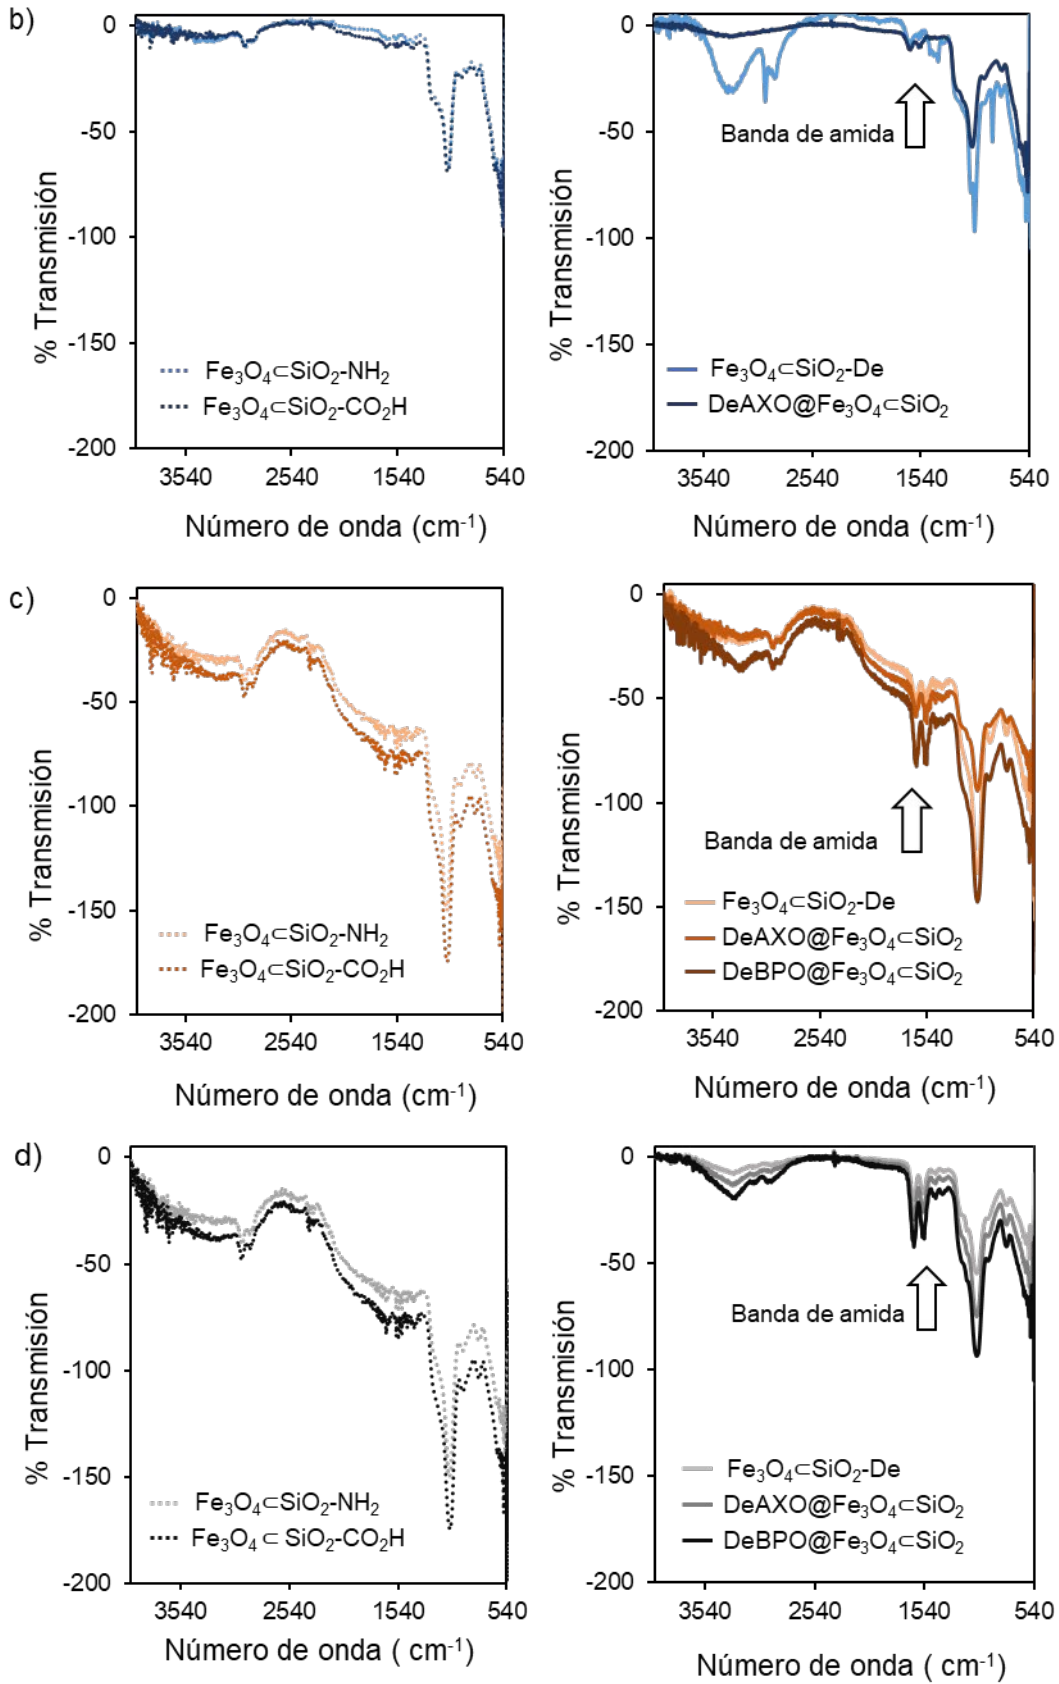 b)
0
-50
-100
-150
-200
% Transmisión
Fe₃O₄⊂SiO₂-NH₂
Fe₃O₄⊂SiO₂-CO₂H
3540 2540 1540 540
Número de onda (cm⁻¹)
0
-50
-100
-150
-200
% Transmisión
Banda de amida
Fe₃O₄⊂SiO₂-De
DeAXO@Fe₃O₄⊂SiO₂
3540 2540 1540 540
Número de onda (cm⁻¹)
c)
0
-50
-100
-150
-200
% Transmisión
Fe₃O₄⊂SiO₂-NH₂
Fe₃O₄⊂SiO₂-CO₂H
3540 2540 1540 540
Número de onda (cm⁻¹)
0
-50
-100
-150
-200
% Transmisión
Banda de amida
Fe₃O₄⊂SiO₂-De
DeAXO@Fe₃O₄⊂SiO₂
DeBPO@Fe₃O₄⊂SiO₂
3540 2540 1540 540
Número de onda (cm⁻¹)
d)
0
-50
-100
-150
-200
% Transmisión
Fe₃O₄⊂SiO₂-NH₂
Fe₃O₄ ⊂ SiO₂-CO₂H
3540 2540 1540 540
Número de onda ( cm⁻¹)
0
-50
-100
-150
-200
% Transmisión
Banda de amida
Fe₃O₄⊂SiO₂-De
DeAXO@Fe₃O₄⊂SiO₂
DeBPO@Fe₃O₄⊂SiO₂
3540 2540 1540 540
Número de onda ( cm⁻¹)